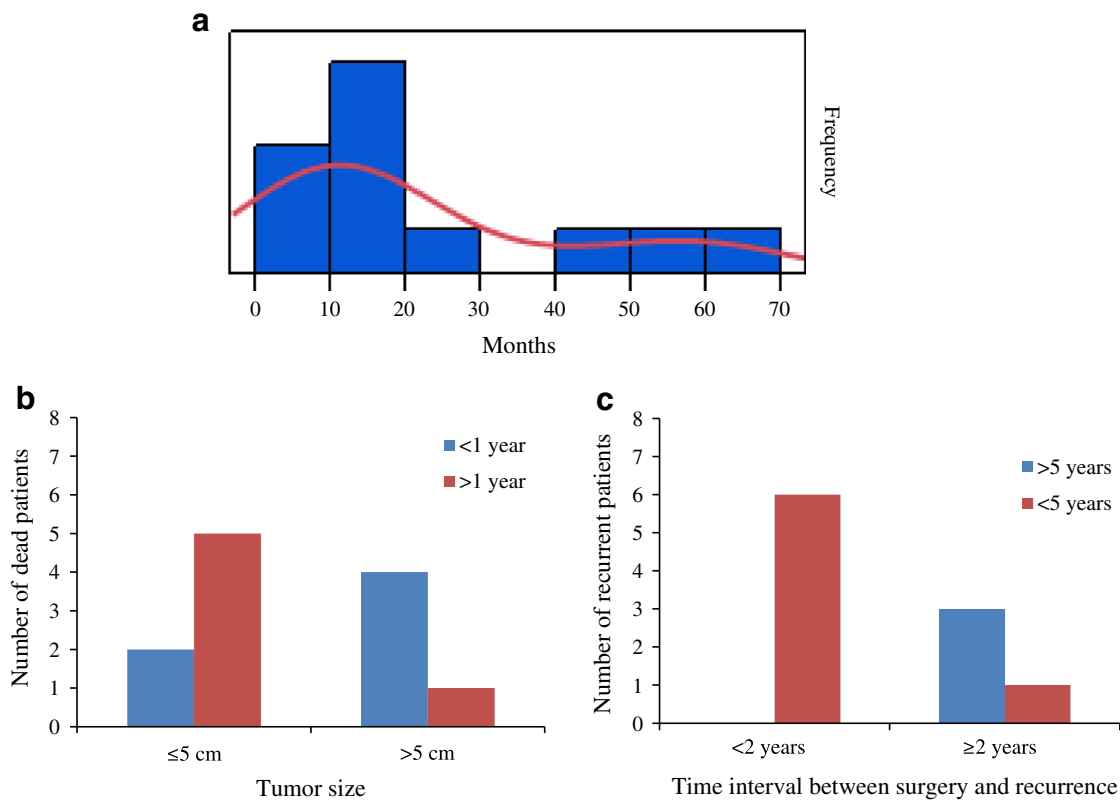 a
Frequency
0 10 20 30 40 50 60 70
Months
b
8
7
6
5
4
3
2
1
0
Number of dead patients
<1 year
>1 year
≤5 cm >5 cm
Tumor size
c
8
7
6
5
4
3
2
1
0
Number of recurrent patients
>5 years
<5 years
<2 years ≥2 years
Time interval between surgery and recurrence